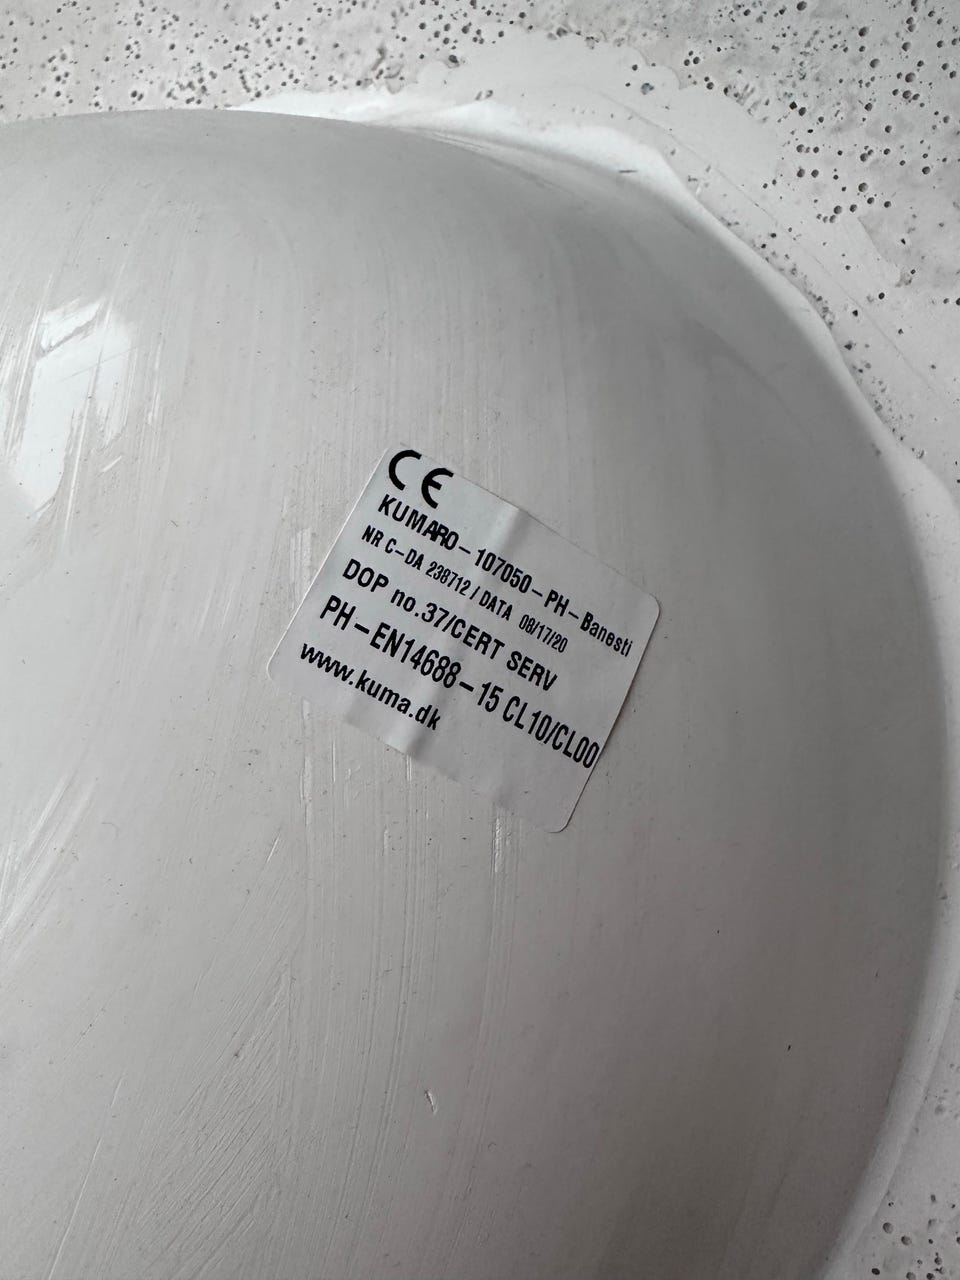 CE
KUMARO-107050-PH-Banesti
NR C-DA 238712 / DATA 08/17/20
DOP no.37/CERT SERV
PH-EN14688-15 CL10/CL00
www.kuma.dk